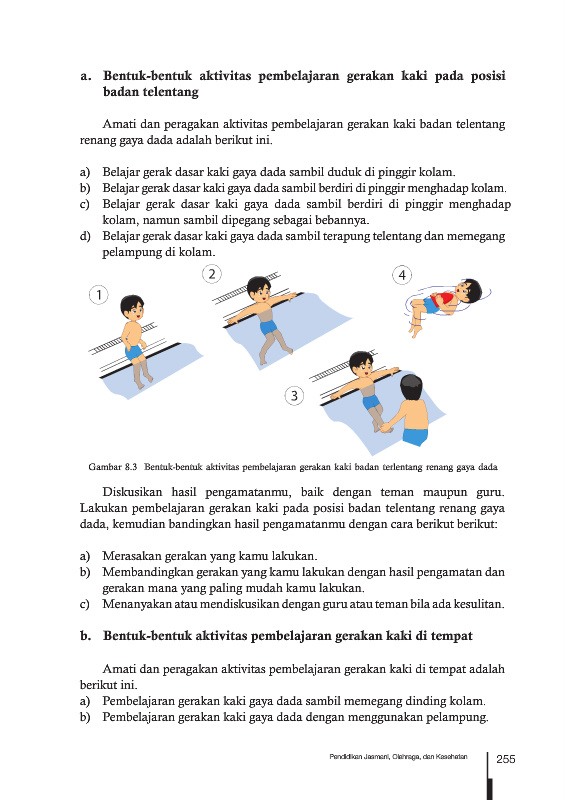 a. Bentuk-bentuk aktivitas pembelajaran gerakan kaki pada posisi
badan telentang
Amati dan peragakan aktivitas pembelajaran gerakan kaki badan telentang
renang gaya dada adalah berikut ini.
a) Belajar gerak dasar kaki gaya dada sambil duduk di pinggir kolam.
b) Belajar gerak dasar kaki gaya dada sambil berdiri di pinggir menghadap kolam.
c) Belajar gerak dasar kaki gaya dada sambil berdiri di pinggir menghadap
kolam, namun sambil dipegang sebagai bebannya.
d) Belajar gerak dasar kaki gaya dada sambil terapung telentang dan memegang
pelampung di kolam.
1
2
4
3
Gambar 8.3 Bentuk-bentuk aktivitas pembelajaran gerakan kaki badan terlentang renang gaya dada
Diskusikan hasil pengamatanmu, baik dengan teman maupun guru.
Lakukan pembelajaran gerakan kaki pada posisi badan telentang renang gaya
dada, kemudian bandingkan hasil pengamatanmu dengan cara berikut berikut:
a) Merasakan gerakan yang kamu lakukan.
b) Membandingkan gerakan yang kamu lakukan dengan hasil pengamatan dan
gerakan mana yang paling mudah kamu lakukan.
c) Menanyakan atau mendiskusikan dengan guru atau teman bila ada kesulitan.
b. Bentuk-bentuk aktivitas pembelajaran gerakan kaki di tempat
Amati dan peragakan aktivitas pembelajaran gerakan kaki di tempat adalah
berikut ini.
a) Pembelajaran gerakan kaki gaya dada sambil memegang dinding kolam.
b) Pembelajaran gerakan kaki gaya dada dengan menggunakan pelampung.
Pendidikan Jasmani, Olahraga, dan Kesehatan 255